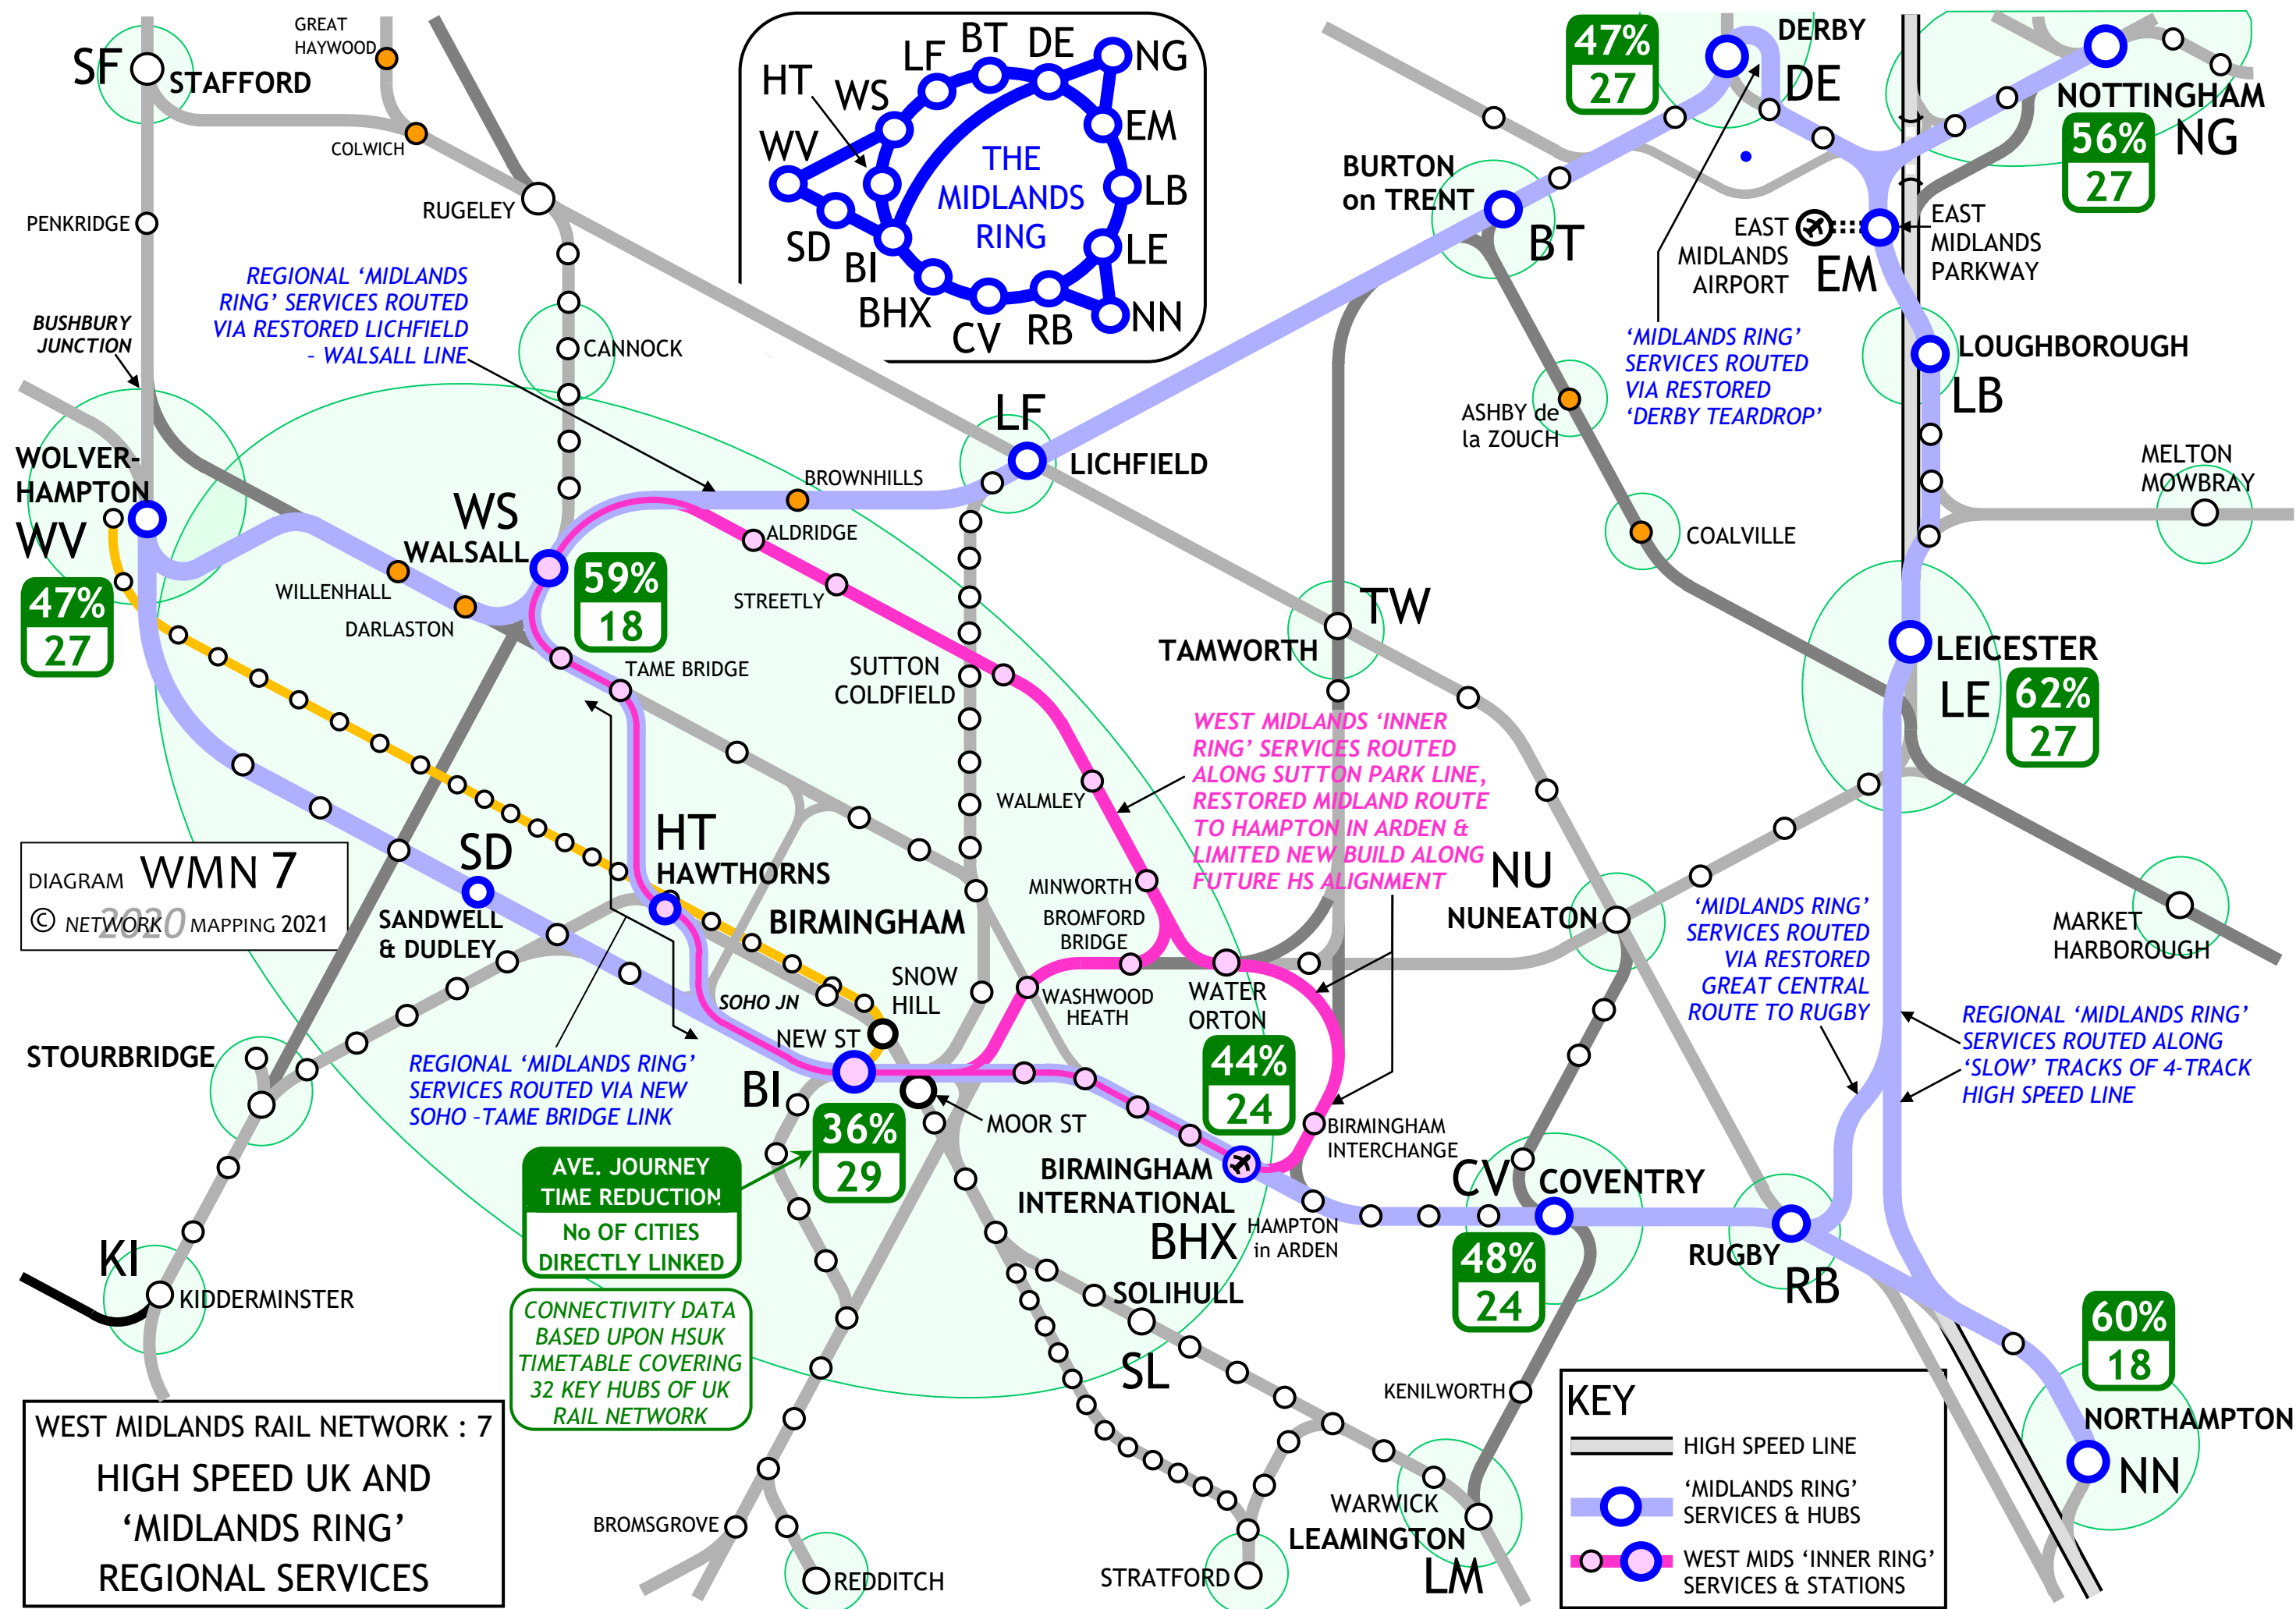 SF
STAFFORD
GREAT
HAYWOOD
COLWICH
RUGELEY
PENKRIDGE
BUSHBURY
JUNCTION
REGIONAL ‘MIDLANDS
RING’ SERVICES ROUTED
VIA RESTORED LICHFIELD
– WALSALL LINE
CANNOCK
HT
WS
LF
BT
DE
NG
WV
EM
THE
MIDLANDS
RING
LB
SD
LE
BI
BHX
CV
RB
NN
47%
27
DERBY
DE
NOTTINGHAM
56%
27
NG
BURTON
on TRENT
BT
EAST
MIDLANDS
AIRPORT
EM
EAST
MIDLANDS
PARKWAY
‘MIDLANDS RING’
SERVICES ROUTED
VIA RESTORED
‘DERBY TEARDROP’
LOUGHBOROUGH
LB
ASHBY de
la ZOUCH
COALVILLE
MELTON
MOWBRAY
WOLVER-
HAMPTON
WV
47%
27
WS
WALSALL
59%
18
WILLENHALL
DARLASTON
BROWNHILLS
LF
LICHFIELD
ALDRIDGE
STREETLY
TAME BRIDGE
SUTTON
COLDFIELD
TW
TAMWORTH
LEICESTER
LE
62%
27
WEST MIDLANDS ‘INNER
RING’ SERVICES ROUTED
ALONG SUTTON PARK LINE,
RESTORED MIDLAND ROUTE
TO HAMPTON IN ARDEN &
LIMITED NEW BUILD ALONG
FUTURE HS ALIGNMENT
WALMLEY
MINWORTH
BROMFORD
BRIDGE
WASHWOOD
HEATH
WATER
ORTON
44%
24
NU
NUNEATON
‘MIDLANDS RING’
SERVICES ROUTED
VIA RESTORED
GREAT CENTRAL
ROUTE TO RUGBY
MARKET
HARBOROUGH
REGIONAL ‘MIDLANDS RING’
SERVICES ROUTED ALONG
‘SLOW’ TRACKS OF 4-TRACK
HIGH SPEED LINE
DIAGRAM WMN 7
© NETWORK 2020 MAPPING 2021
SD
SANDWELL
& DUDLEY
HT
HAWTHORNS
BIRMINGHAM
SNOW
HILL
SOHO JN
NEW ST
BI
MOOR ST
36%
29
STOURBRIDGE
REGIONAL ‘MIDLANDS RING’
SERVICES ROUTED VIA NEW
SOHO –TAME BRIDGE LINK
AVE. JOURNEY
TIME REDUCTION
No OF CITIES
DIRECTLY LINKED
CONNECTIVITY DATA
BASED UPON HSUK
TIMETABLE COVERING
32 KEY HUBS OF UK
RAIL NETWORK
BIRMINGHAM
INTERNATIONAL
BHX
BIRMINGHAM
INTERCHANGE
HAMPTON
in ARDEN
CV
COVENTRY
48%
24
RUGBY
RB
60%
18
NORTHAMPTON
NN
KI
KIDDERMINSTER
SOLIHULL
SL
KENILWORTH
WARWICK
LEAMINGTON
LM
STRATFORD
BROMSGROVE
REDDITCH
WEST MIDLANDS RAIL NETWORK : 7
HIGH SPEED UK AND
‘MIDLANDS RING’
REGIONAL SERVICES
KEY
HIGH SPEED LINE
‘MIDLANDS RING’
SERVICES & HUBS
WEST MIDS ‘INNER RING’
SERVICES & STATIONS